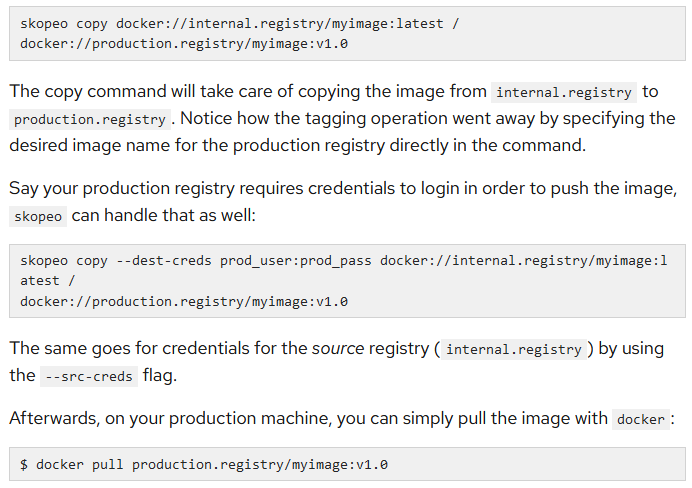 skopeo copy docker://internal.registry/myimage:latest /
docker://production.registry/myimage:v1.0
The copy command will take care of copying the image from internal.registry to
production.registry. Notice how the tagging operation went away by specifying the
desired image name for the production registry directly in the command.
Say your production registry requires credentials to login in order to push the image,
skopeo can handle that as well:
skopeo copy --dest-creds prod_user:prod_pass docker://internal.registry/myimage:l
atest /
docker://production.registry/myimage:v1.0
The same goes for credentials for the source registry (internal.registry) by using
the --src-creds flag.
Afterwards, on your production machine, you can simply pull the image with docker:
$ docker pull production.registry/myimage:v1.0